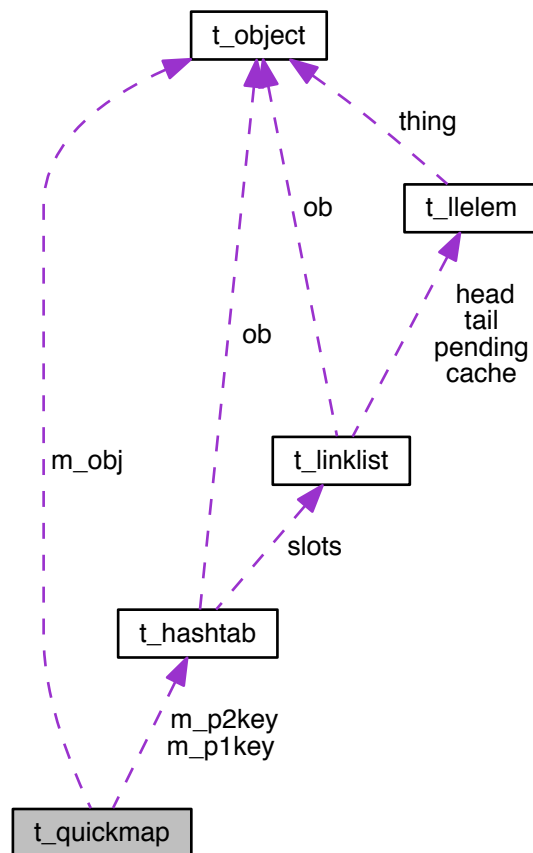 t_object
thing
t_llelem
ob
head
tail
pending
cache
ob
t_linklist
m_obj
slots
t_hashtab
m_p2key
m_p1key
t_quickmap